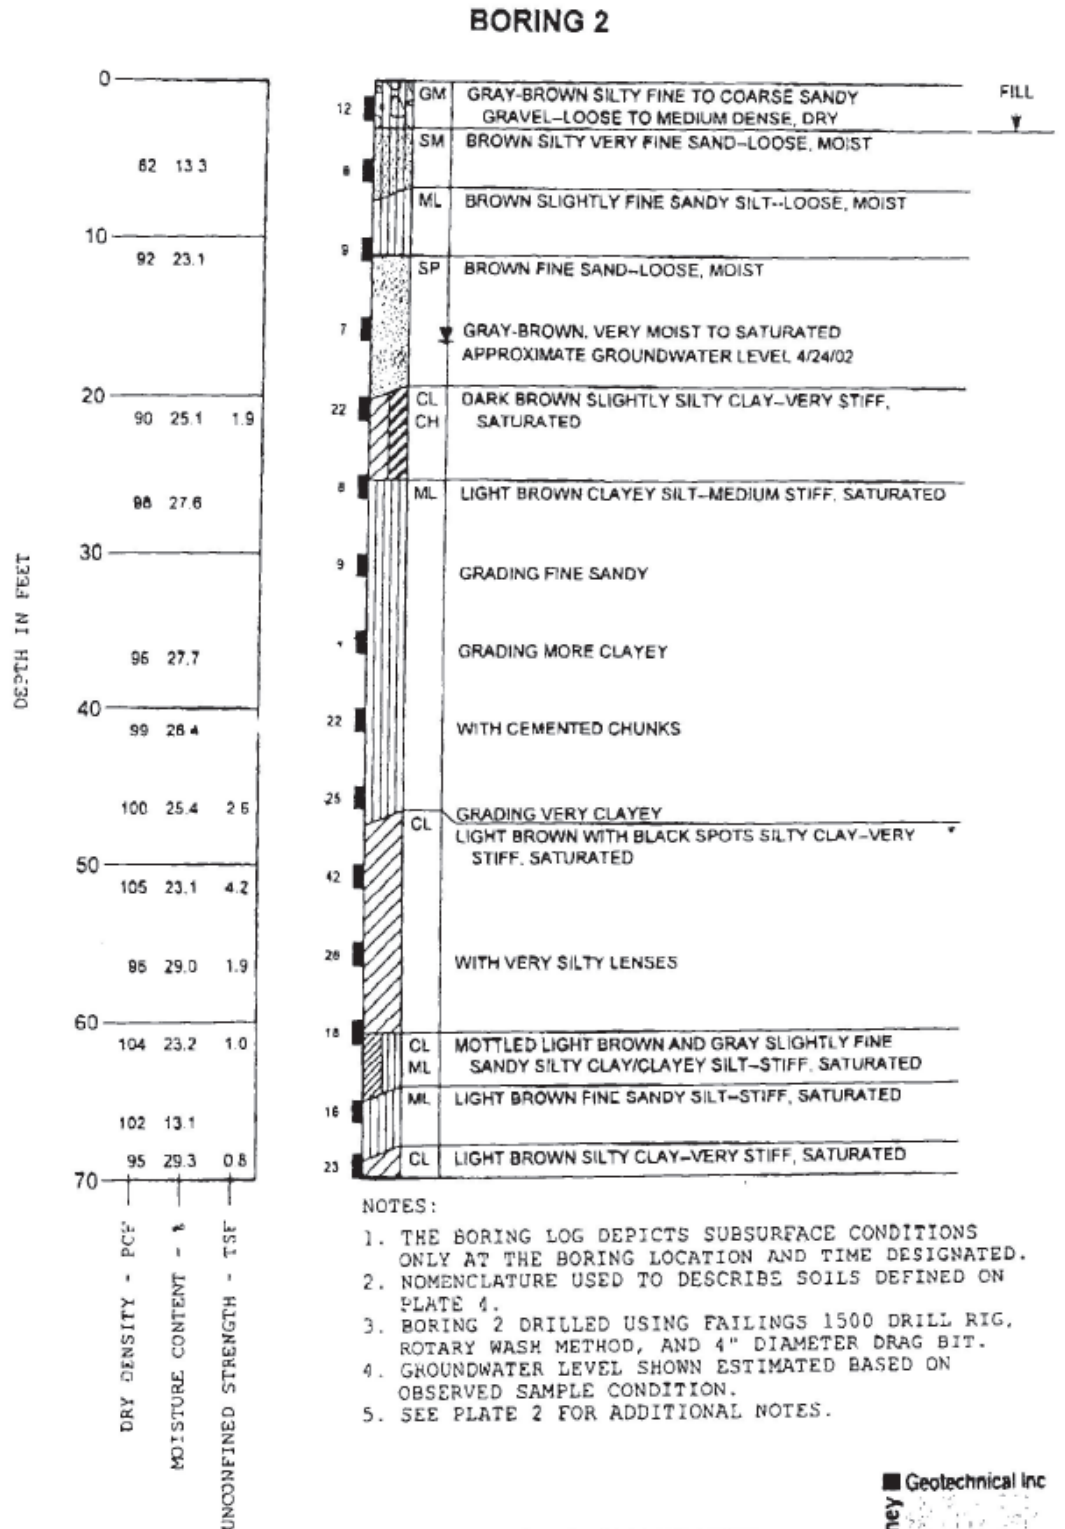 BORING 2
0
12
GM GRAY-BROWN SILTY FINE TO COARSE SANDY
GRAVEL–LOOSE TO MEDIUM DENSE, DRY
FILL
SM BROWN SILTY VERY FINE SAND–LOOSE, MOIST
13.3
ML BROWN SLIGHTLY FINE SANDY SILT--LOOSE, MOIST
10
9
92 23.1
SP BROWN FINE SAND–LOOSE, MOIST
7
GRAY-BROWN, VERY MOIST TO SATURATED
APPROXIMATE GROUNDWATER LEVEL 4/24/02
20
22
CL DARK BROWN SLIGHTLY SILTY CLAY–VERY STIFF,
90 25.1 1.9
CH SATURATED
8
ML LIGHT BROWN CLAYEY SILT–MEDIUM STIFF, SATURATED
98 27.6
30
9
GRADING FINE SANDY
DEPTH IN FEET
96 27.7
GRADING MORE CLAYEY
40
22
99 26.4
WITH CEMENTED CHUNKS
25
100 25.4 2.6
GRADING VERY CLAYEY
CL LIGHT BROWN WITH BLACK SPOTS SILTY CLAY–VERY
STIFF, SATURATED
50
42
105 23.1 4.2
29.0 1.9
WITH VERY SILTY LENSES
60
18
104 23.2 1.0
CL MOTTLED LIGHT BROWN AND GRAY SLIGHTLY FINE
ML SANDY SILTY CLAY/CLAYEY SILT–STIFF, SATURATED
ML LIGHT BROWN FINE SANDY SILT–STIFF, SATURATED
16
102 13.1
95 29.3 0.8
23
CL LIGHT BROWN SILTY CLAY–VERY STIFF, SATURATED
70
DRY DENSITY - PCF
MOISTURE CONTENT - %
UNCONFINED STRENGTH - TSF
NOTES:
1. THE BORING LOG DEPICTS SUBSURFACE CONDITIONS
ONLY AT THE BORING LOCATION AND TIME DESIGNATED.
2. NOMENCLATURE USED TO DESCRIBE SOILS DEFINED ON
PLATE 4.
3. BORING 2 DRILLED USING FAILINGS 1500 DRILL RIG,
ROTARY WASH METHOD, AND 4" DIAMETER DRAG BIT.
4. GROUNDWATER LEVEL SHOWN ESTIMATED BASED ON
OBSERVED SAMPLE CONDITION.
5. SEE PLATE 2 FOR ADDITIONAL NOTES.
Geotechnical Inc
ney